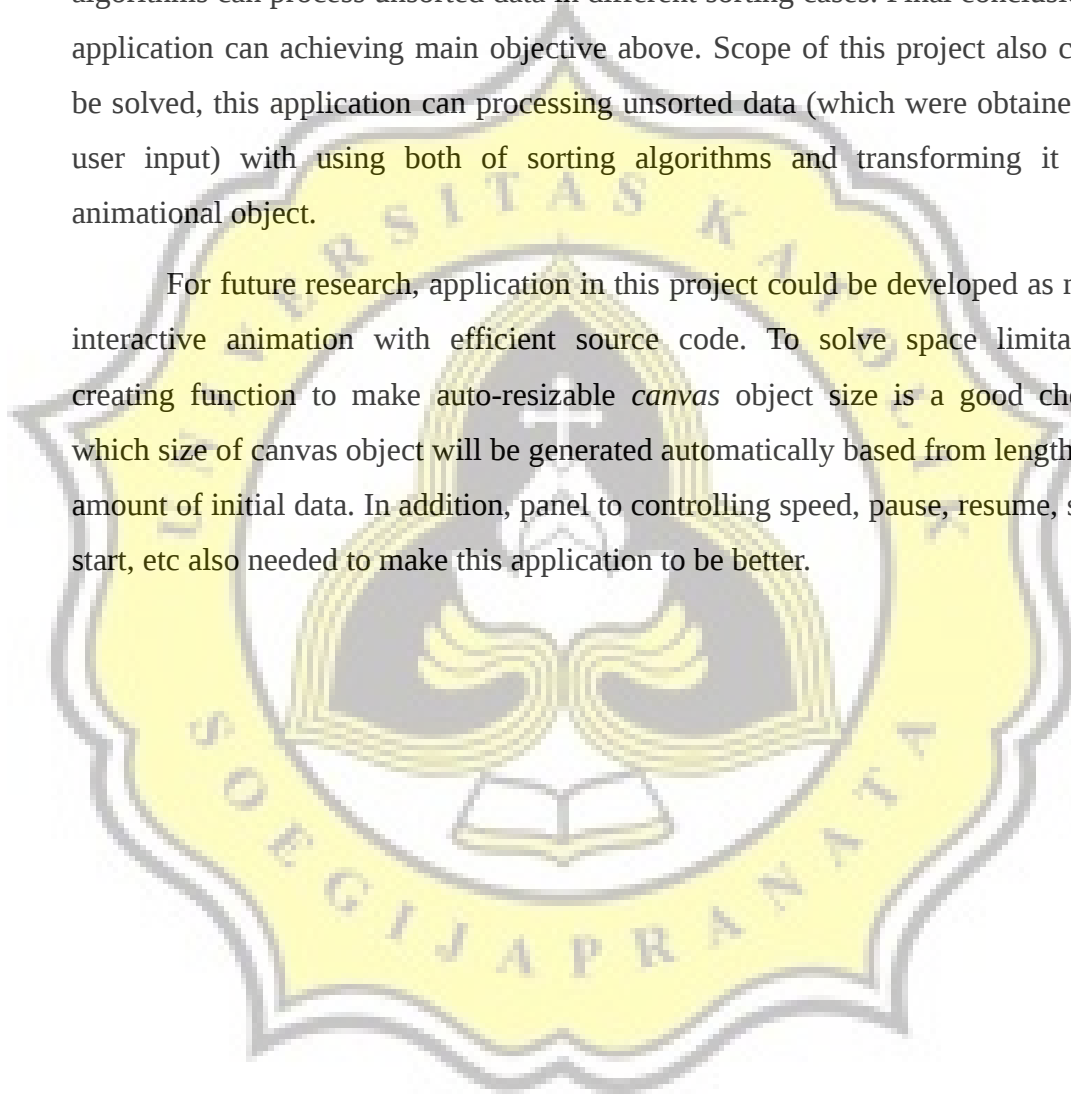 algorithms can process unsorted data in different sorting cases. Final
application can achieving main objective above. Scope of this project also
be solved, this application can processing unsorted data (which were
user input) with using both of sorting algorithms and transforming it
animational object.
For future research, application in this project could be developed as
interactive animation with efficient source code. To solve space
creating function to make auto-resizable canvas object size is a good
which size of canvas object will be generated automatically based from length
amount of initial data. In addition, panel to controlling speed, pause, resume,
start, etc also needed to make this application to be better.
UNIVERSITAS KATOLIK
SOEGIJAPRANATA